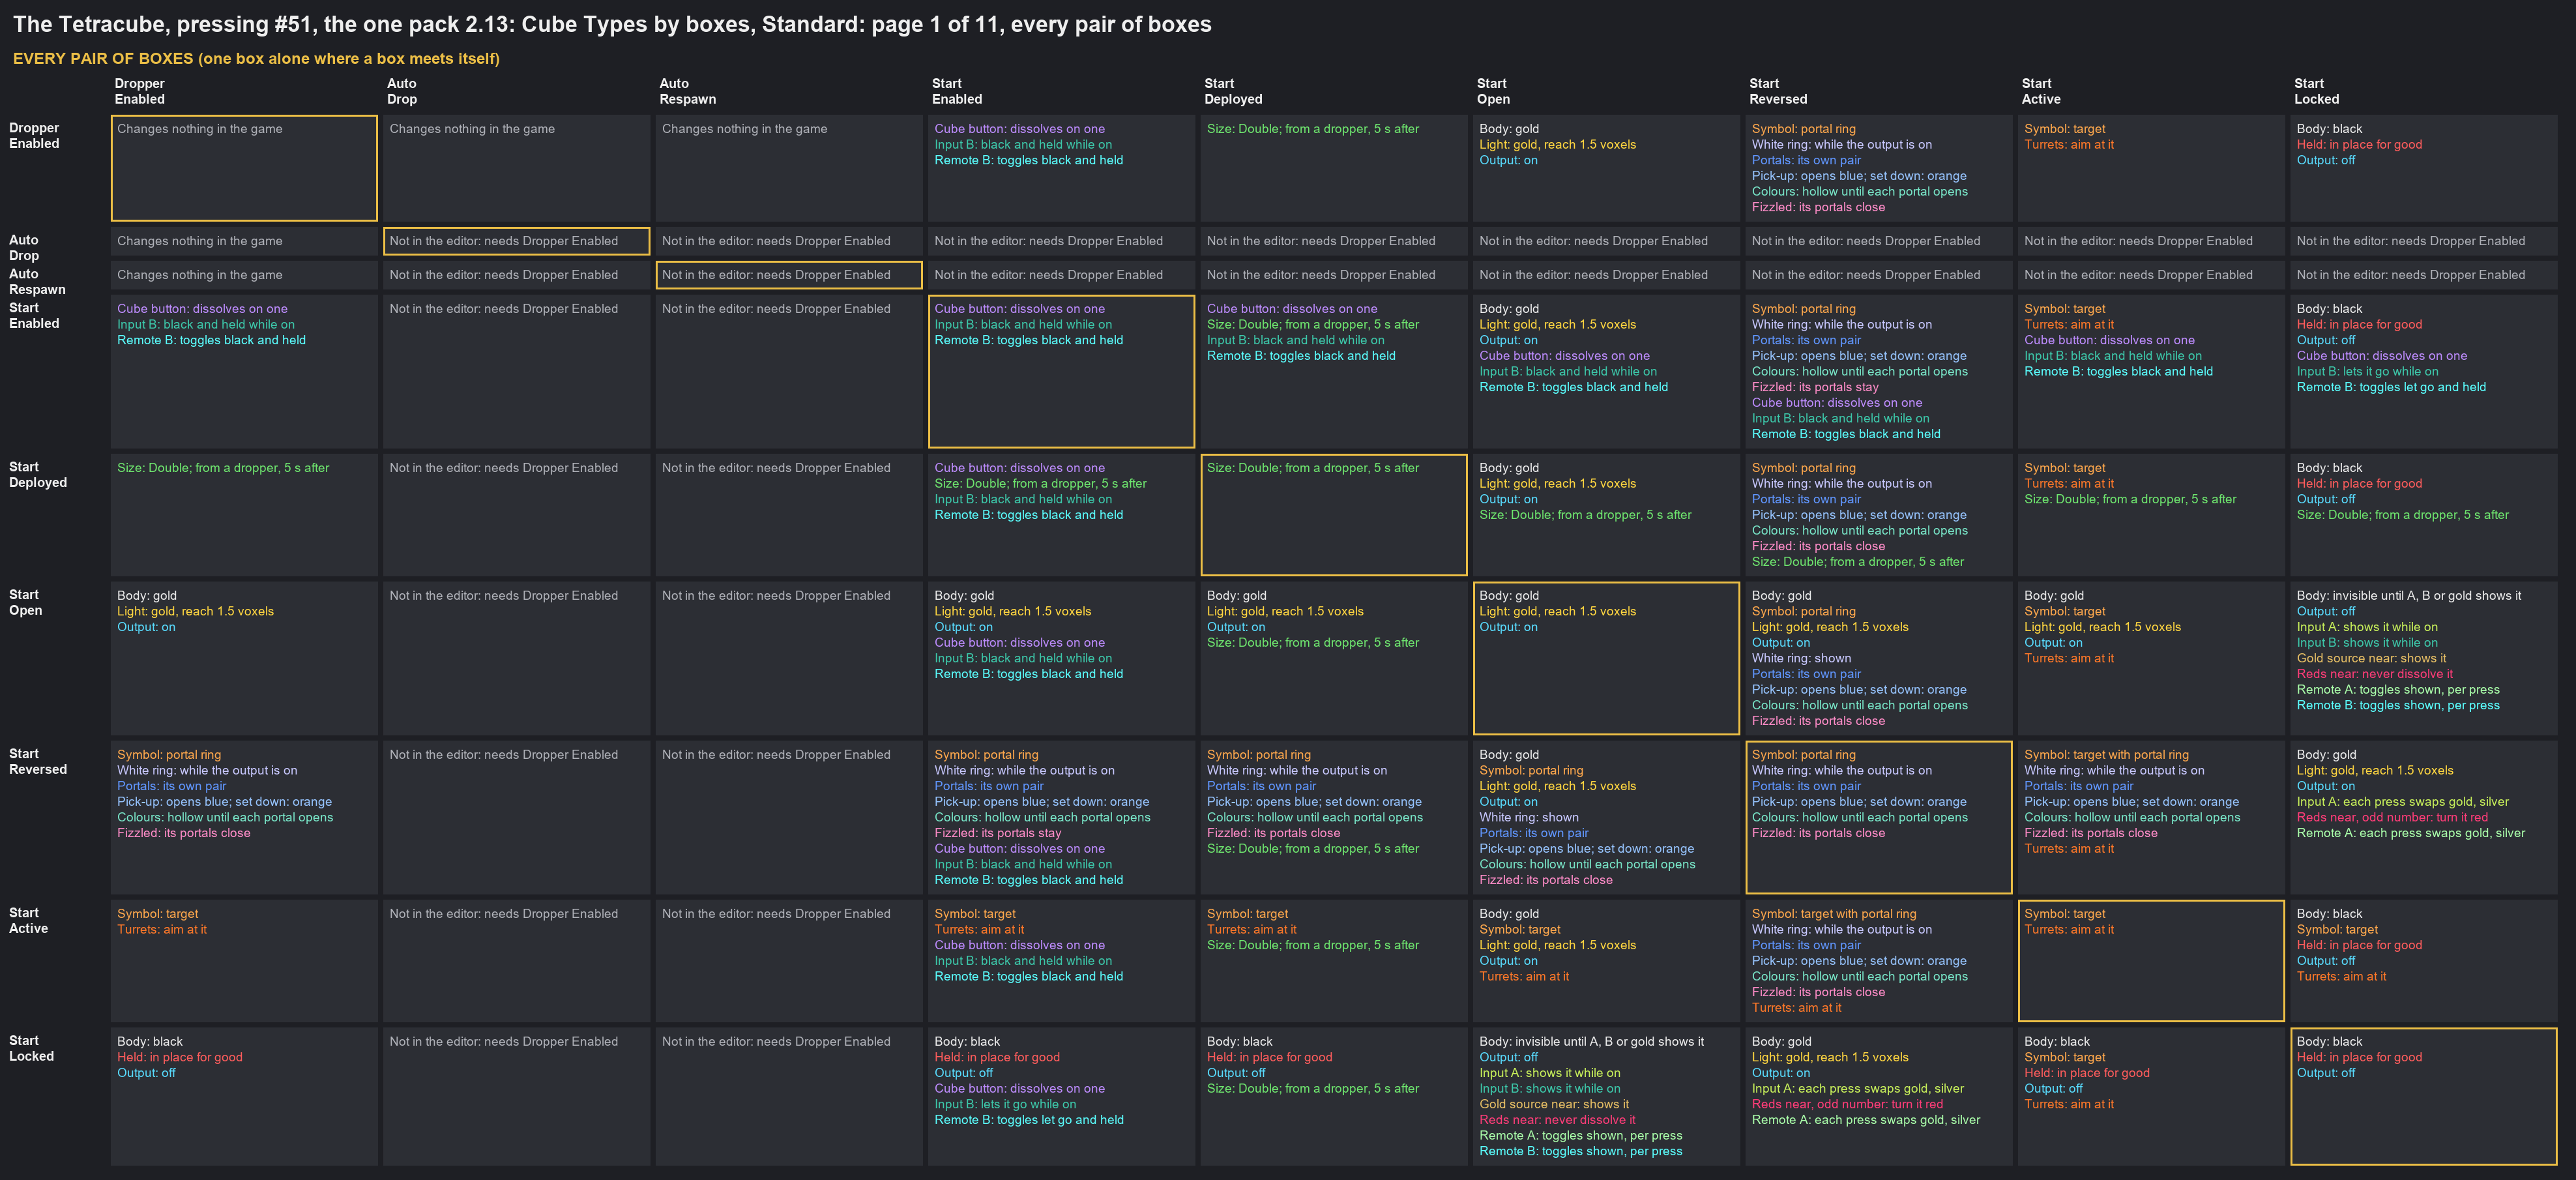 The Tetracube, pressing #51, the one pack 2.13: Cube Types by boxes, Standard: page 1 of 11, every pair of boxes
EVERY PAIR OF BOXES (one box alone where a box meets itself)
Dropper Enabled
Auto Drop
Auto Respawn
Start Enabled
Start Deployed
Start Open
Start Reversed
Start Active
Start Locked
Dropper Enabled
Changes nothing in the game
Changes nothing in the game
Changes nothing in the game
Cube button: dissolves on one
Input B: black and held while on
Remote B: toggles black and held
Size: Double; from a dropper, 5 s after
Body: gold
Light: gold, reach 1.5 voxels
Output: on
Symbol: portal ring
White ring: while the output is on
Portals: its own pair
Pick-up: opens blue; set down: orange
Colours: hollow until each portal opens
Fizzled: its portals close
Symbol: target
Turrets: aim at it
Body: black
Held: in place for good
Output: off
Auto Drop
Changes nothing in the game
Not in the editor: needs Dropper Enabled
Not in the editor: needs Dropper Enabled
Not in the editor: needs Dropper Enabled
Not in the editor: needs Dropper Enabled
Not in the editor: needs Dropper Enabled
Not in the editor: needs Dropper Enabled
Not in the editor: needs Dropper Enabled
Not in the editor: needs Dropper Enabled
Auto Respawn
Changes nothing in the game
Not in the editor: needs Dropper Enabled
Not in the editor: needs Dropper Enabled
Not in the editor: needs Dropper Enabled
Not in the editor: needs Dropper Enabled
Not in the editor: needs Dropper Enabled
Not in the editor: needs Dropper Enabled
Not in the editor: needs Dropper Enabled
Not in the editor: needs Dropper Enabled
Start Enabled
Cube button: dissolves on one
Input B: black and held while on
Remote B: toggles black and held
Not in the editor: needs Dropper Enabled
Not in the editor: needs Dropper Enabled
Cube button: dissolves on one
Input B: black and held while on
Remote B: toggles black and held
Cube button: dissolves on one
Size: Double; from a dropper, 5 s after
Input B: black and held while on
Remote B: toggles black and held
Body: gold
Light: gold, reach 1.5 voxels
Output: on
Cube button: dissolves on one
Input B: black and held while on
Remote B: toggles black and held
Symbol: portal ring
White ring: while the output is on
Portals: its own pair
Pick-up: opens blue; set down: orange
Colours: hollow until each portal opens
Fizzled: its portals stay
Cube button: dissolves on one
Input B: black and held while on
Remote B: toggles black and held
Symbol: target
Turrets: aim at it
Cube button: dissolves on one
Input B: black and held while on
Remote B: toggles black and held
Body: black
Held: in place for good
Output: off
Cube button: dissolves on one
Input B: lets it go while on
Remote B: toggles let go and held
Start Deployed
Size: Double; from a dropper, 5 s after
Not in the editor: needs Dropper Enabled
Not in the editor: needs Dropper Enabled
Cube button: dissolves on one
Size: Double; from a dropper, 5 s after
Input B: black and held while on
Remote B: toggles black and held
Size: Double; from a dropper, 5 s after
Body: gold
Light: gold, reach 1.5 voxels
Output: on
Size: Double; from a dropper, 5 s after
Symbol: portal ring
White ring: while the output is on
Portals: its own pair
Pick-up: opens blue; set down: orange
Colours: hollow until each portal opens
Fizzled: its portals close
Size: Double; from a dropper, 5 s after
Symbol: target
Turrets: aim at it
Size: Double; from a dropper, 5 s after
Body: black
Held: in place for good
Output: off
Size: Double; from a dropper, 5 s after
Start Open
Body: gold
Light: gold, reach 1.5 voxels
Output: on
Not in the editor: needs Dropper Enabled
Not in the editor: needs Dropper Enabled
Body: gold
Light: gold, reach 1.5 voxels
Output: on
Cube button: dissolves on one
Input B: black and held while on
Remote B: toggles black and held
Body: gold
Light: gold, reach 1.5 voxels
Output: on
Size: Double; from a dropper, 5 s after
Body: gold
Light: gold, reach 1.5 voxels
Output: on
Body: gold
Symbol: portal ring
Light: gold, reach 1.5 voxels
Output: on
White ring: shown
Portals: its own pair
Pick-up: opens blue; set down: orange
Colours: hollow until each portal opens
Fizzled: its portals close
Body: gold
Symbol: target
Light: gold, reach 1.5 voxels
Output: on
Turrets: aim at it
Body: invisible until A, B or gold shows it
Output: off
Input A: shows it while on
Input B: shows it while on
Gold source near: shows it
Reds near: never dissolve it
Remote A: toggles shown, per press
Remote B: toggles shown, per press
Start Reversed
Symbol: portal ring
White ring: while the output is on
Portals: its own pair
Pick-up: opens blue; set down: orange
Colours: hollow until each portal opens
Fizzled: its portals close
Not in the editor: needs Dropper Enabled
Not in the editor: needs Dropper Enabled
Symbol: portal ring
White ring: while the output is on
Portals: its own pair
Pick-up: opens blue; set down: orange
Colours: hollow until each portal opens
Fizzled: its portals stay
Cube button: dissolves on one
Input B: black and held while on
Remote B: toggles black and held
Symbol: portal ring
White ring: while the output is on
Portals: its own pair
Pick-up: opens blue; set down: orange
Colours: hollow until each portal opens
Fizzled: its portals close
Size: Double; from a dropper, 5 s after
Body: gold
Symbol: portal ring
Light: gold, reach 1.5 voxels
Output: on
White ring: shown
Portals: its own pair
Pick-up: opens blue; set down: orange
Colours: hollow until each portal opens
Fizzled: its portals close
Symbol: portal ring
White ring: while the output is on
Portals: its own pair
Pick-up: opens blue; set down: orange
Colours: hollow until each portal opens
Fizzled: its portals close
Symbol: target with portal ring
White ring: while the output is on
Portals: its own pair
Pick-up: opens blue; set down: orange
Colours: hollow until each portal opens
Fizzled: its portals close
Turrets: aim at it
Body: gold
Light: gold, reach 1.5 voxels
Output: on
Input A: each press swaps gold, silver
Reds near, odd number: turn it red
Remote A: each press swaps gold, silver
Start Active
Symbol: target
Turrets: aim at it
Not in the editor: needs Dropper Enabled
Not in the editor: needs Dropper Enabled
Symbol: target
Turrets: aim at it
Cube button: dissolves on one
Input B: black and held while on
Remote B: toggles black and held
Symbol: target
Turrets: aim at it
Size: Double; from a dropper, 5 s after
Body: gold
Symbol: target
Light: gold, reach 1.5 voxels
Output: on
Turrets: aim at it
Symbol: target with portal ring
White ring: while the output is on
Portals: its own pair
Pick-up: opens blue; set down: orange
Colours: hollow until each portal opens
Fizzled: its portals close
Turrets: aim at it
Symbol: target
Turrets: aim at it
Body: black
Symbol: target
Held: in place for good
Output: off
Turrets: aim at it
Start Locked
Body: black
Held: in place for good
Output: off
Not in the editor: needs Dropper Enabled
Not in the editor: needs Dropper Enabled
Body: black
Held: in place for good
Output: off
Cube button: dissolves on one
Input B: lets it go while on
Remote B: toggles let go and held
Body: black
Held: in place for good
Output: off
Size: Double; from a dropper, 5 s after
Body: invisible until A, B or gold shows it
Output: off
Input A: shows it while on
Input B: shows it while on
Gold source near: shows it
Reds near: never dissolve it
Remote A: toggles shown, per press
Remote B: toggles shown, per press
Body: gold
Light: gold, reach 1.5 voxels
Output: on
Input A: each press swaps gold, silver
Reds near, odd number: turn it red
Remote A: each press swaps gold, silver
Body: black
Symbol: target
Held: in place for good
Output: off
Turrets: aim at it
Body: black
Held: in place for good
Output: off